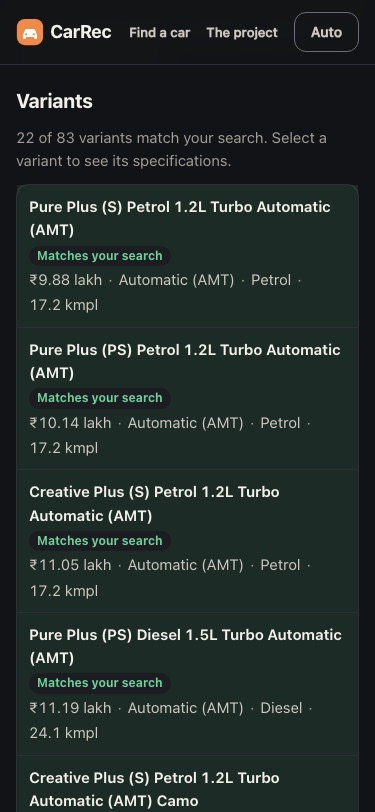 CarRec Find a car The project Auto
Variants
22 of 83 variants match your search. Select a
variant to see its specifications.
Pure Plus (S) Petrol 1.2L Turbo Automatic
(AMT)
Matches your search
₹9.88 lakh · Automatic (AMT) · Petrol ·
17.2 kmpl
Pure Plus (PS) Petrol 1.2L Turbo Automatic
(AMT)
Matches your search
₹10.14 lakh · Automatic (AMT) · Petrol ·
17.2 kmpl
Creative Plus (S) Petrol 1.2L Turbo
Automatic (AMT)
Matches your search
₹11.05 lakh · Automatic (AMT) · Petrol ·
17.2 kmpl
Pure Plus (PS) Diesel 1.5L Turbo Automatic
(AMT)
Matches your search
₹11.19 lakh · Automatic (AMT) · Diesel ·
24.1 kmpl
Creative Plus (S) Petrol 1.2L Turbo
Automatic (AMT) Camo